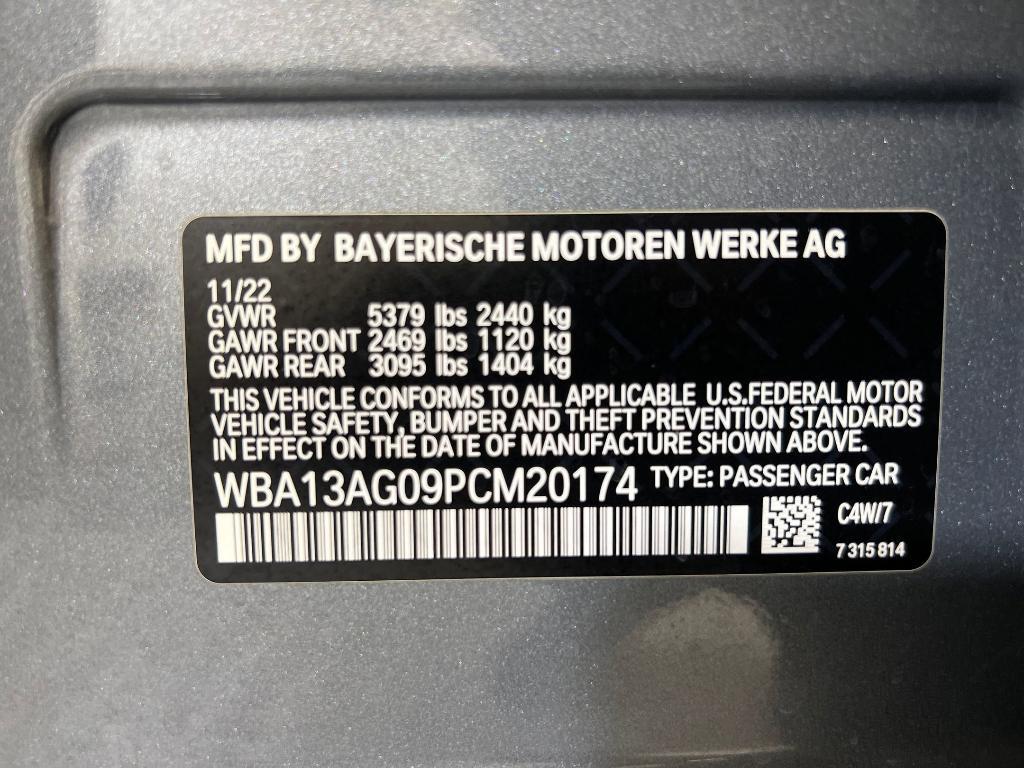 MFD BY BAYERISCHE MOTOREN WERKE AG
11/22
GVWR 5379 lbs 2440 kg
GAWR FRONT 2469 lbs 1120 kg
GAWR REAR 3095 lbs 1404 kg
THIS VEHICLE CONFORMS TO ALL APPLICABLE U.S.FEDERAL MOTOR
VEHICLE SAFETY, BUMPER AND THEFT PREVENTION STANDARDS
IN EFFECT ON THE DATE OF MANUFACTURE SHOWN ABOVE.
WBA13AG09PCM20174 TYPE: PASSENGER CAR
C4W/7
7 315 814